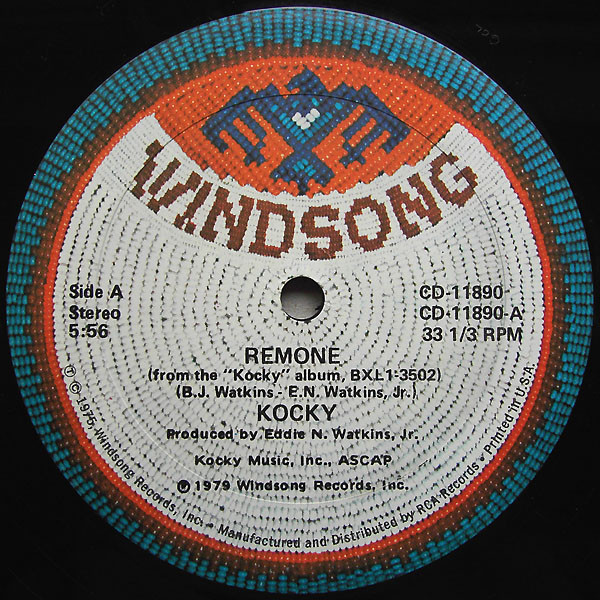 WINDSONG
Side A
Stereo
5:56
CD-11890
CD-11890-A
33 1/3 RPM
REMONE
(from the "Kocky" album, BXL1-3502)
(B.J. Watkins - E.N. Watkins, Jr.)
KOCKY
Produced by Eddie N. Watkins, Jr.
Kocky Music, Inc., ASCAP
℗ 1979 Windsong Records, Inc.
TM © 1975, Windsong Records, Inc. - Manufactured and Distributed by RCA Records - Printed in U.S.A.